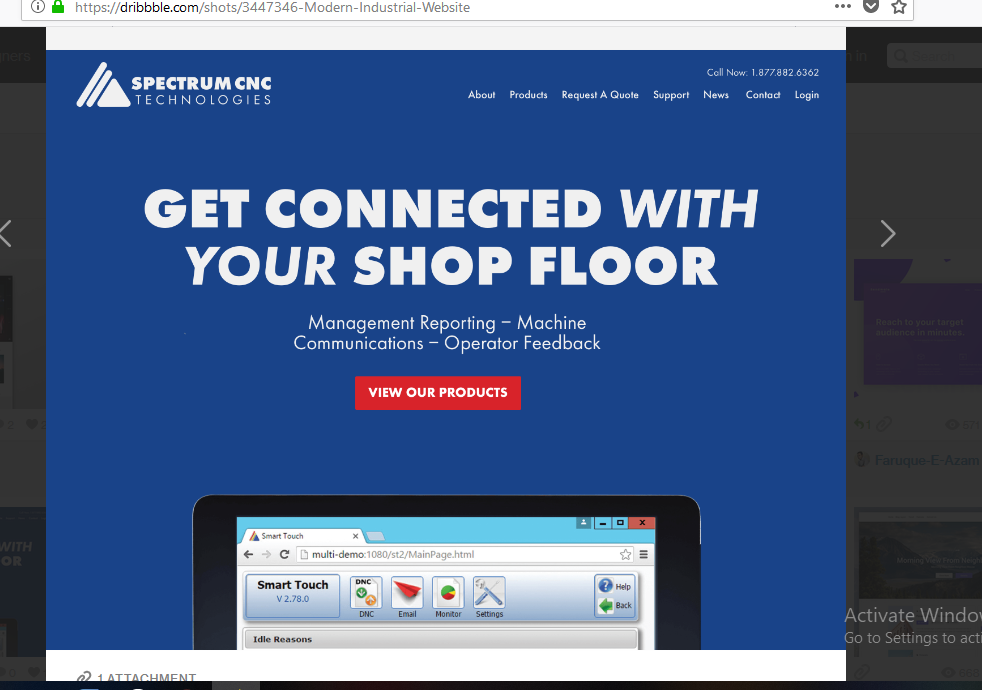 https://dribbble.com/shots/3447346-Modern-Industrial-Website
SPECTRUM CNC
TECHNOLOGIES
Call Now: 1.877.882.6362
About Products Request A Quote Support News Contact Login
GET CONNECTED WITH
YOUR SHOP FLOOR
Management Reporting – Machine
Communications – Operator Feedback
VIEW OUR PRODUCTS
Reach to your target
audience in minutes.
Faruque-E-Azam
Smart Touch
multi-demo:1080/st2/MainPage.html
Smart Touch
V 2.78.0
DNC
DNC Email Monitor Settings
Help
Back
Idle Reasons
Activate Window
Go to Settings to acti
1 ATTACHMENT